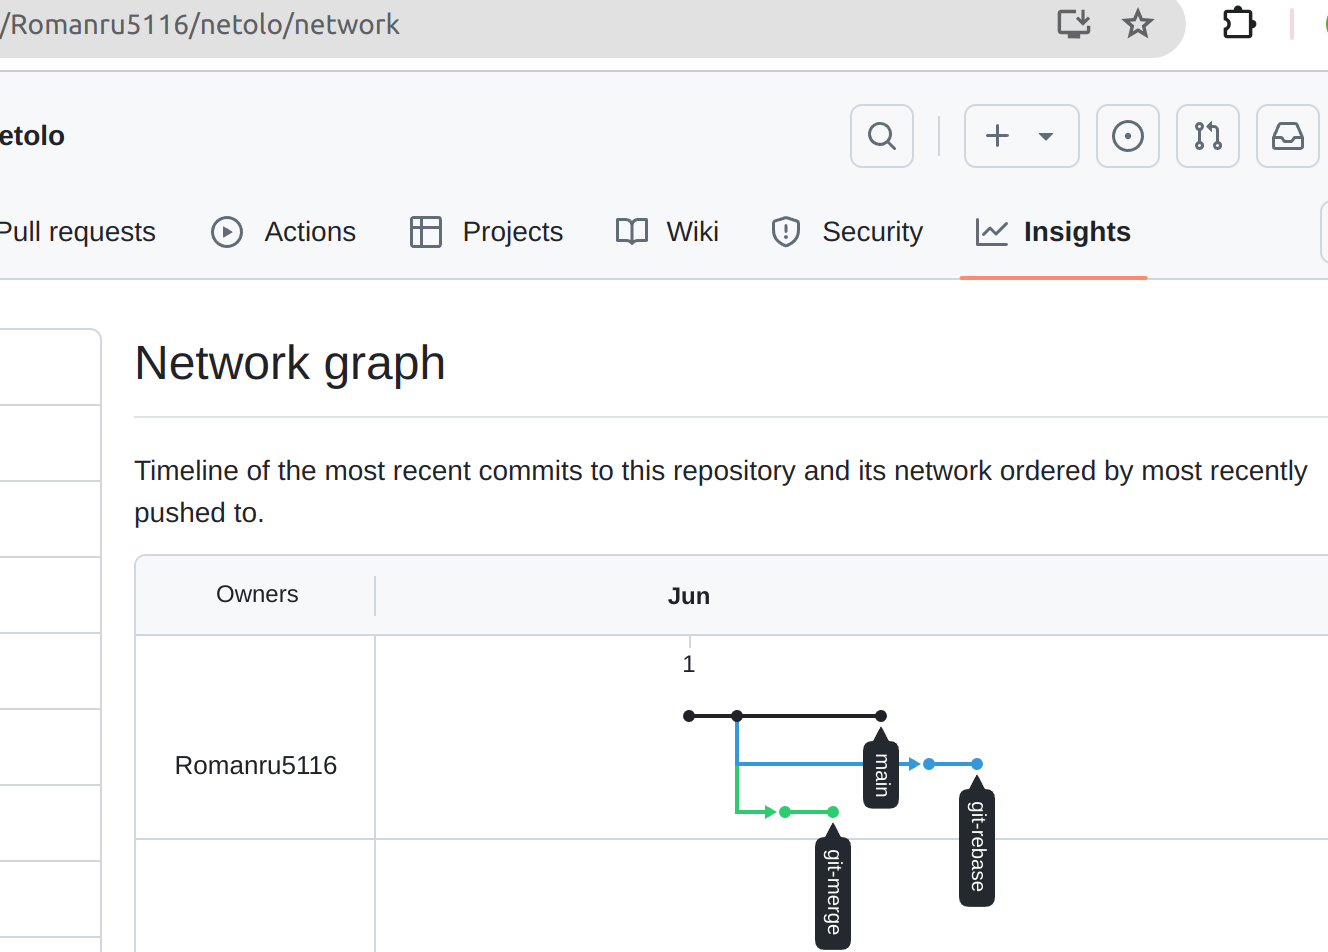 /Romanru5116/netolo/network
etolo
Pull requests Actions Projects Wiki Security Insights
Network graph
Timeline of the most recent commits to this repository and its network ordered by most recently
pushed to.
Owners Jun
1
Romanru5116
main
git-rebase
git-merge